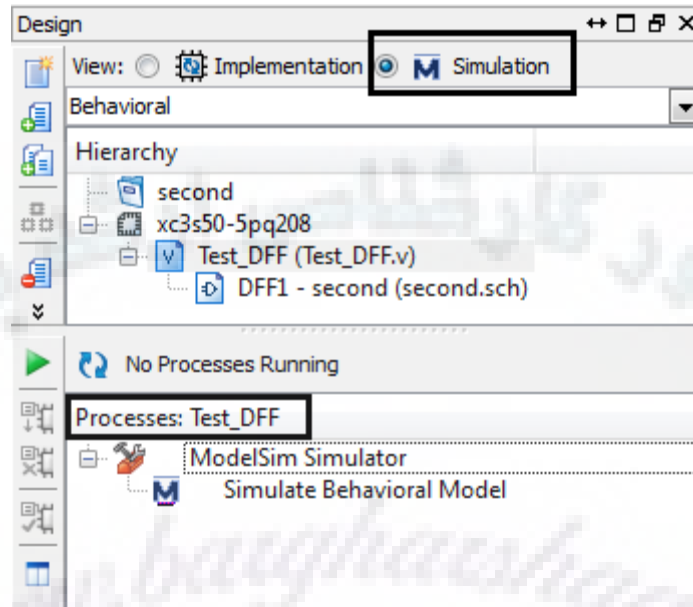 Design
View: Implementation Simulation
Behavioral
Hierarchy
second
xc3s50-5pq208
Test_DFF (Test_DFF.v)
DFF1 - second (second.sch)
No Processes Running
Processes: Test_DFF
ModelSim Simulator
Simulate Behavioral Model